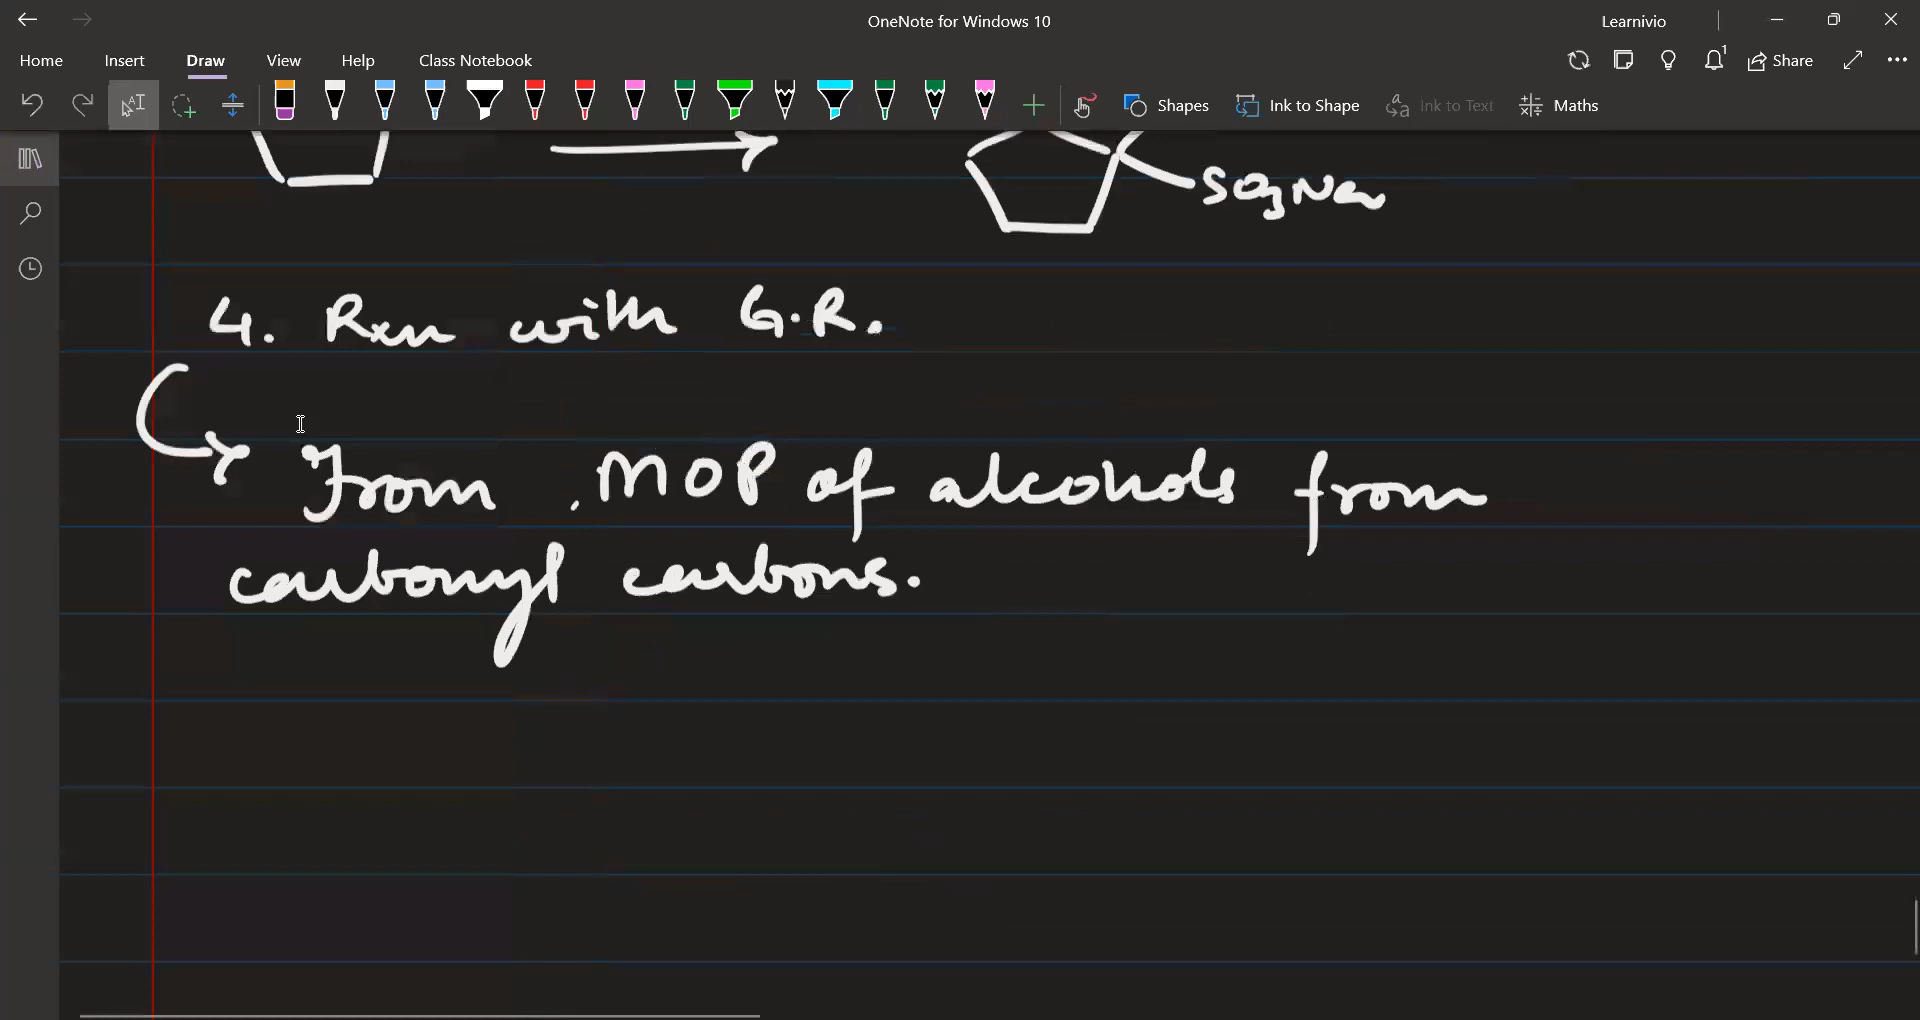 OneNote for Windows 10
Learnivio
Home Insert Draw View Help Class Notebook
1
Share
Shapes Ink to Shape Ink to Text Maths
SO3Na
4. Rxn with G.R.
From MOP of alcohols from
carbonyl carbons.